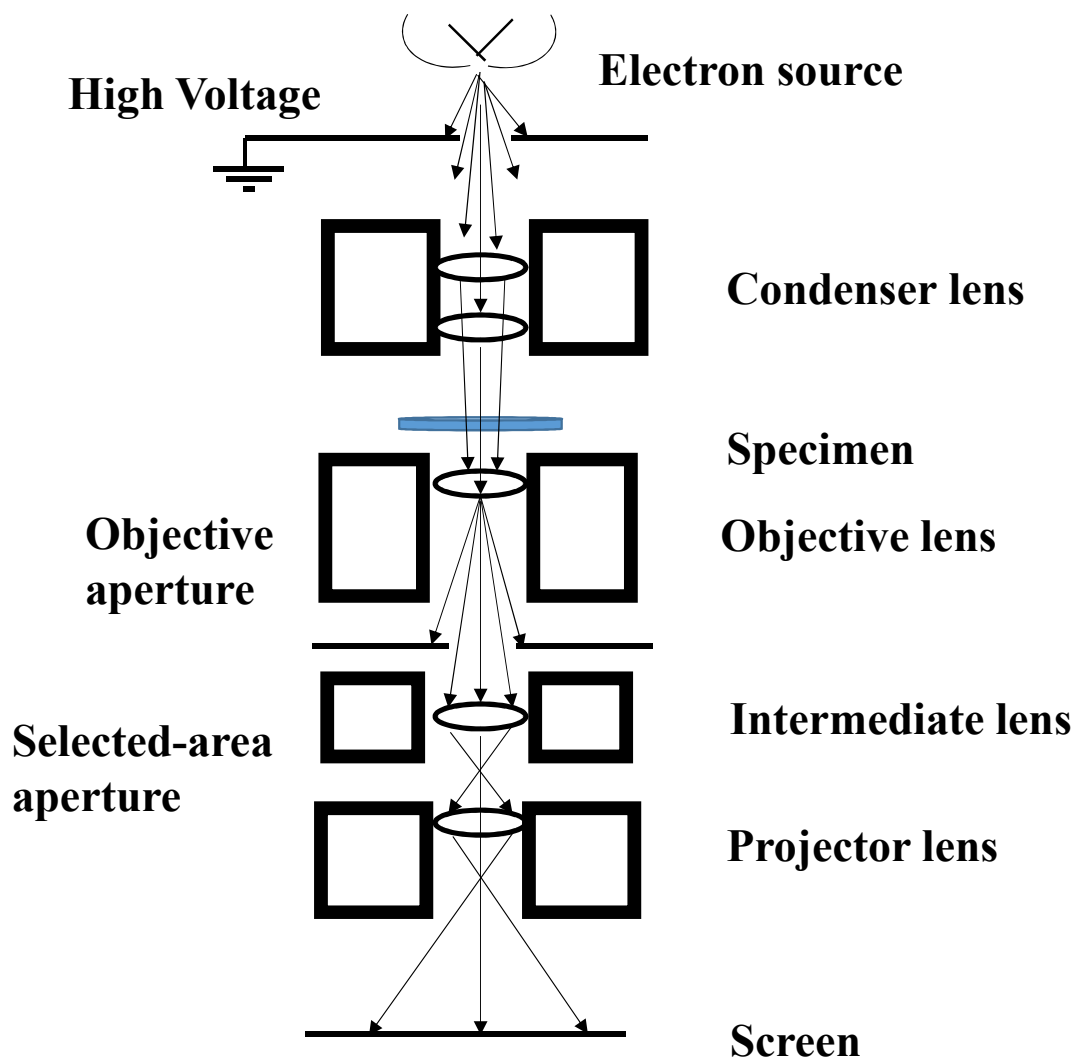 Electron source
High Voltage
Condenser lens
Specimen
Objective
aperture
Objective lens
Selected-area
aperture
Intermediate lens
Projector lens
Screen